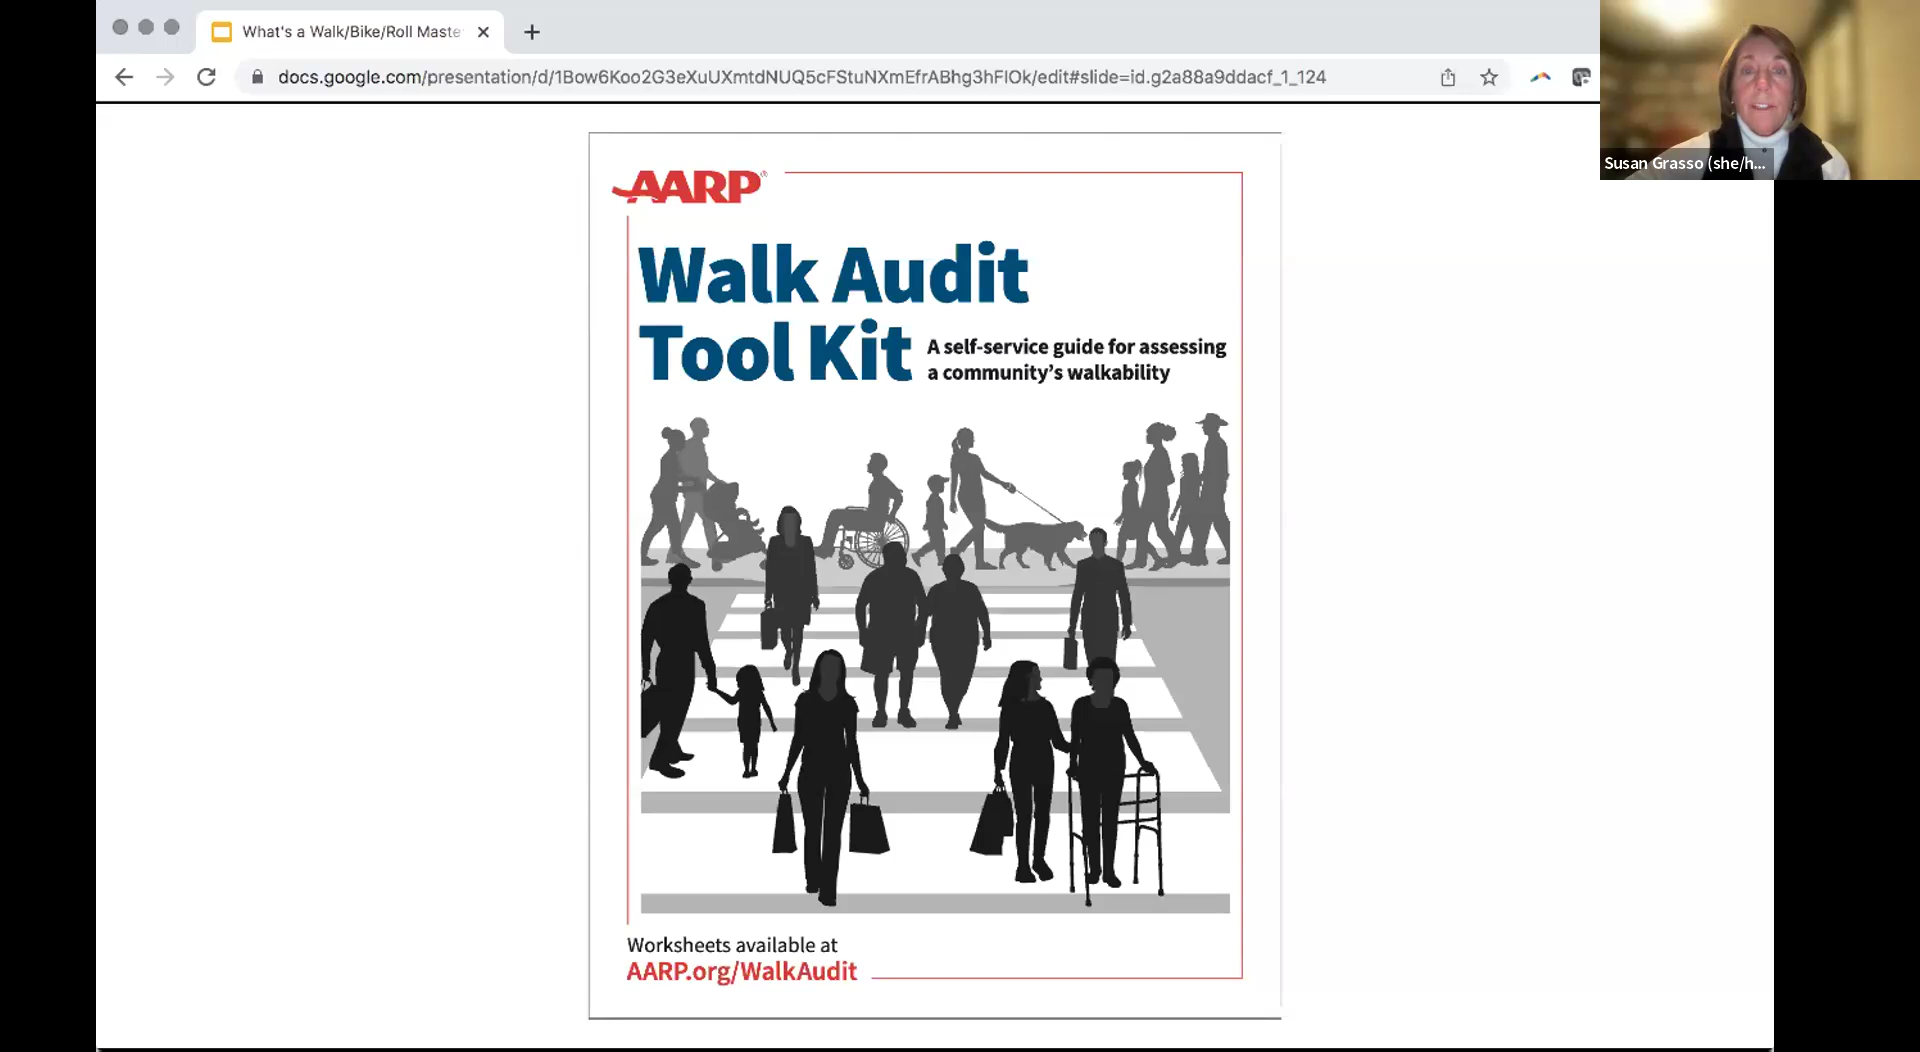 What's a Walk/Bike/Roll Maste
docs.google.com/presentation/d/1Bow6Koo2G3eXuUXmtdNUQ5cFStuNXmEfrABhg3hFIOk/edit#slide=id.g2a88a9ddacf_1_124
Susan Grasso (she/h...
AARP®
Walk Audit
Tool Kit
A self-service guide for assessing
a community's walkability
Worksheets available at
AARP.org/WalkAudit